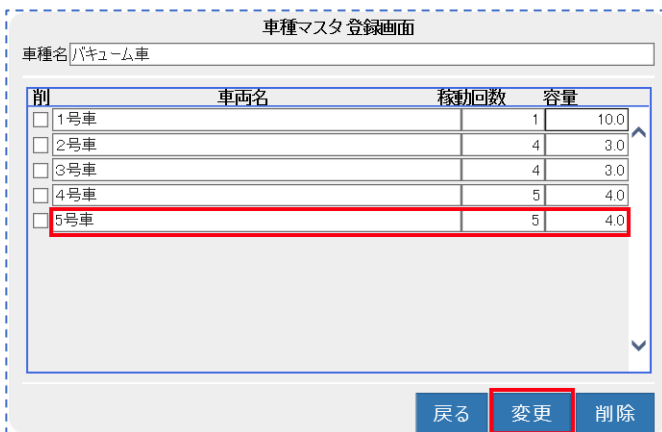 車種マスタ登録画面
車種名 バキューム車
削 車両名 稼動回数 容量
1号車 1 10.0
2号車 4 3.0
3号車 4 3.0
4号車 5 4.0
5号車 5 4.0
戻る 変更 削除